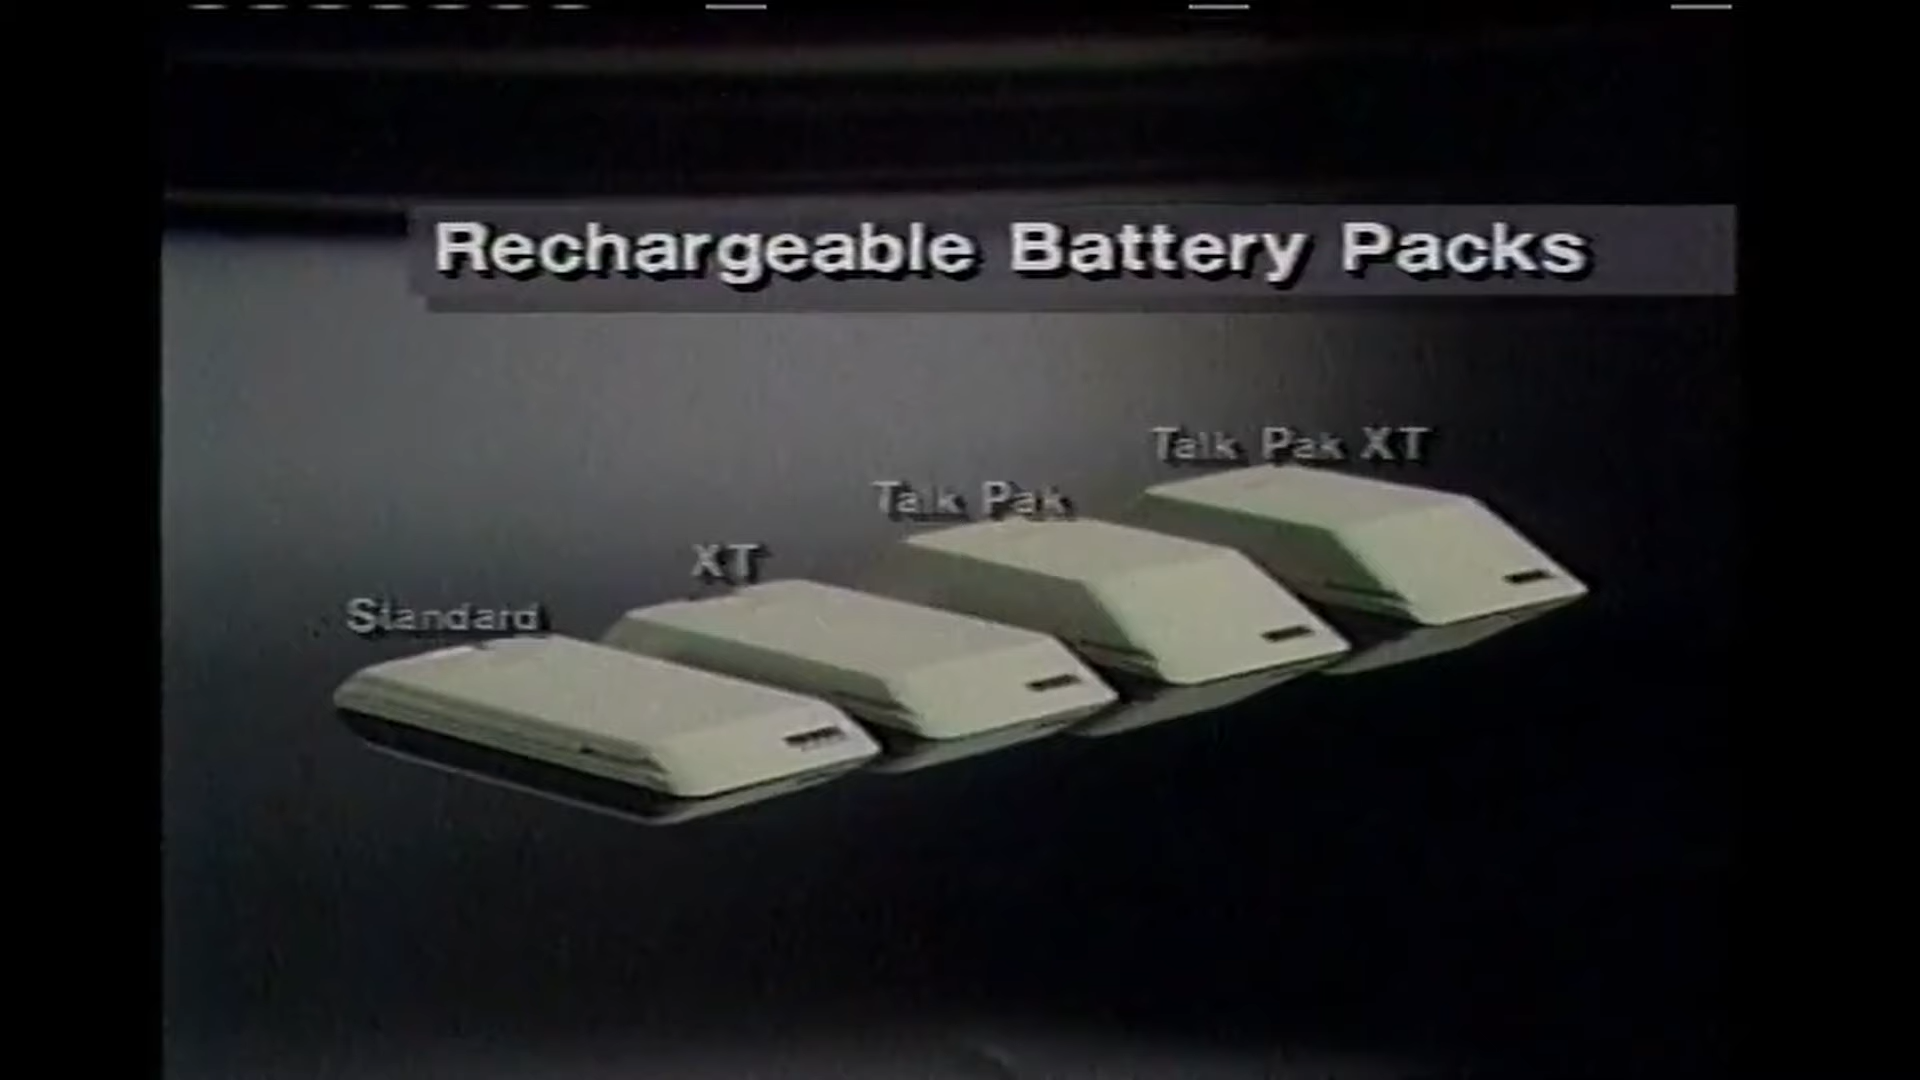 Rechargeable Battery Packs
Talk Pak XT
Talk Pak
XT
Standard